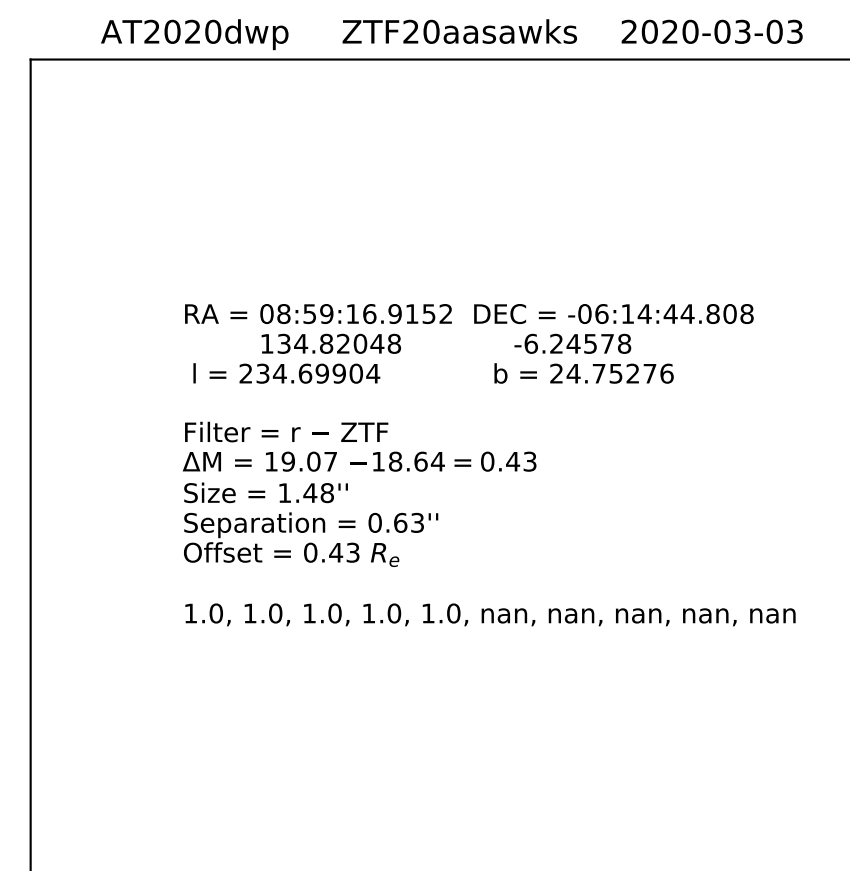 AT2020dwp ZTF20aasawks 2020-03-03
RA = 08:59:16.9152 DEC = -06:14:44.808
134.82048 -6.24578
l = 234.69904 b = 24.75276
Filter = r − ZTF
ΔM = 19.07 −18.64 = 0.43
Size = 1.48''
Separation = 0.63''
Offset = 0.43 Re
1.0, 1.0, 1.0, 1.0, 1.0, nan, nan, nan, nan, nan